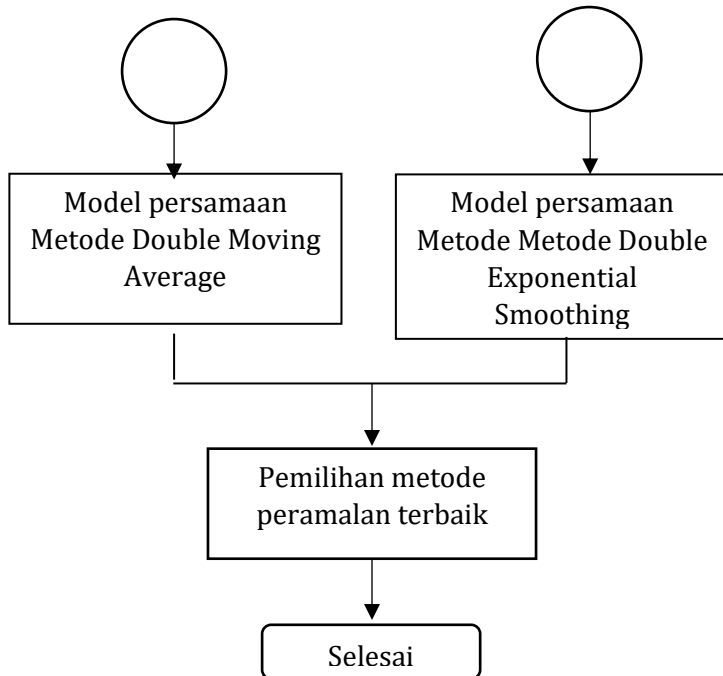 Model persamaan
Metode Double Moving
Average
Model persamaan
Metode Metode Double
Exponential
Smoothing
Pemilihan metode
peramalan terbaik
Selesai